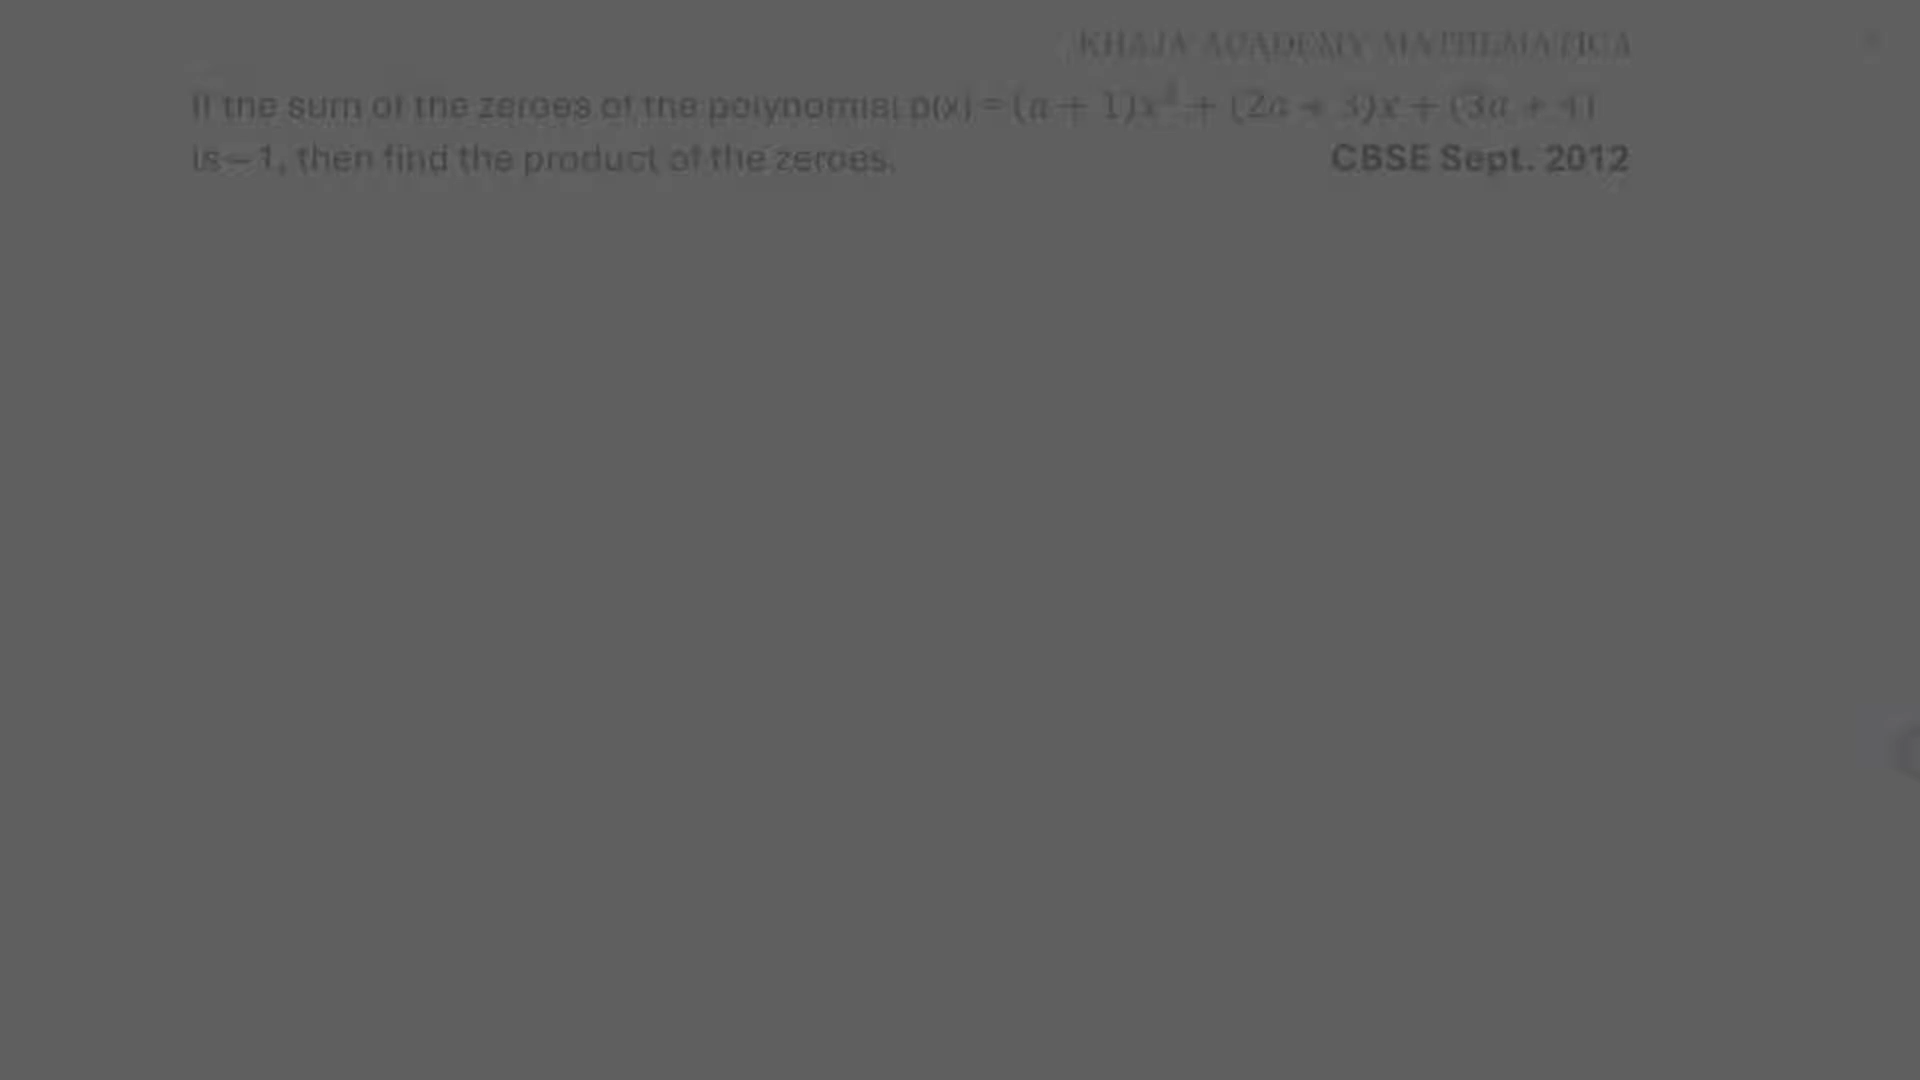 KHAJA ACADEMY MATHEMATICA
If the sum of the zeroes of the polynomial p(x) = (a + 1)x² + (2a + 3)x + (3a + 4)
is – 1, then find the product of the zeroes. CBSE Sept. 2012